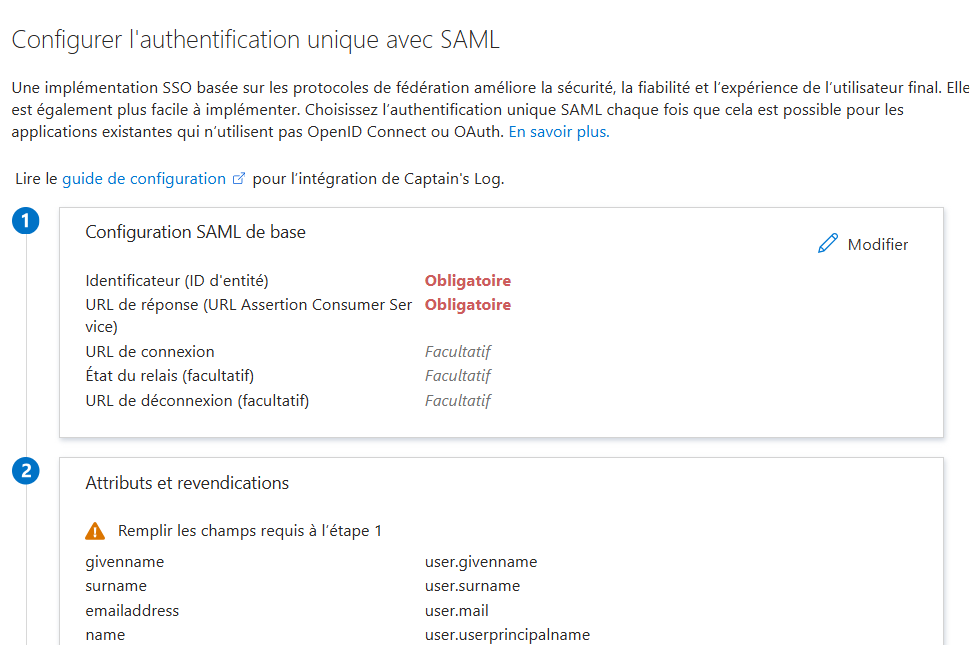 Configurer l'authentification unique avec SAML
Une implémentation SSO basée sur les protocoles de fédération améliore la sécurité, la fiabilité et l’expérience de l’utilisateur final. Elle
est également plus facile à implémenter. Choisissez l’authentification unique SAML chaque fois que cela est possible pour les
applications existantes qui n’utilisent pas OpenID Connect ou OAuth. En savoir plus.
Lire le guide de configuration pour l’intégration de Captain's Log.
1
Configuration SAML de base
Modifier
Identificateur (ID d'entité) Obligatoire
URL de réponse (URL Assertion Consumer Ser Obligatoire
vice)
URL de connexion Facultatif
État du relais (facultatif) Facultatif
URL de déconnexion (facultatif) Facultatif
2
Attributs et revendications
Remplir les champs requis à l’étape 1
givenname user.givenname
surname user.surname
emailaddress user.mail
name user.userprincipalname